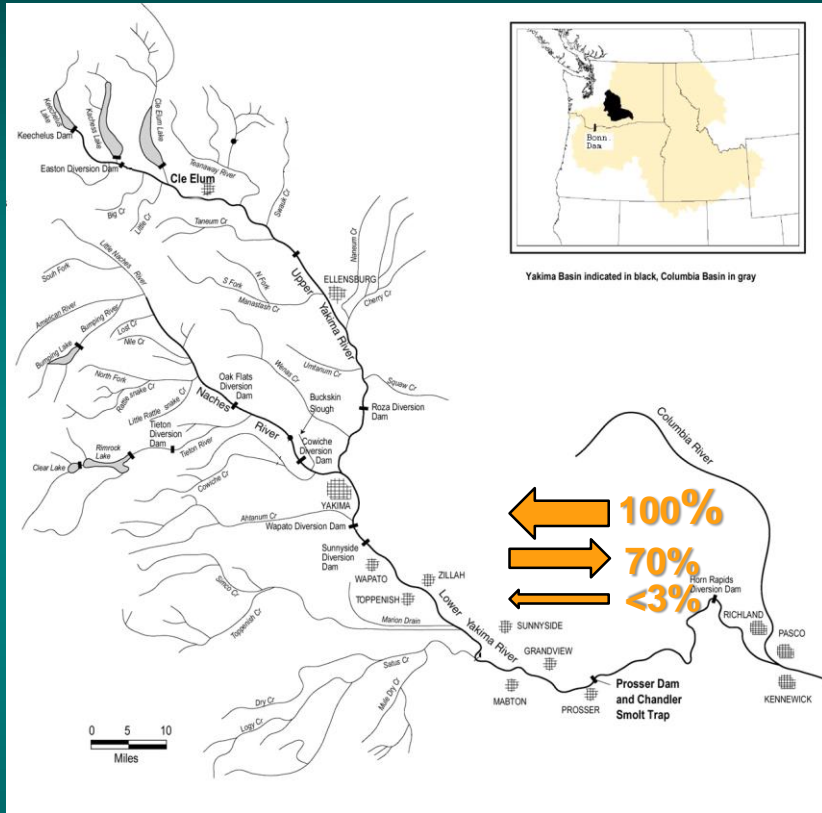 Keechelus
Lake
Kachess Lake
Cle Elum Lake
Keechelus Dam
Easton Diversion Dam
Cle Elum
Teanaway River
Swauk Cr
Big Cr
Little Cr
Taneum Cr
Naneum Cr
Little Naches
River
South Fork
N Fork
S Fork
Manastash Cr
ELLENSBURG
Cherry Cr
Upper Yakima River
American River
Bumping River
Bumping Lake
Lost Cr
Nile Cr
North Fork
Rattle snake Cr
Little Rattle snake Cr
Oak Flats
Diversion
Dam
Wenas Cr
Umtanum Cr
Squaw Cr
Buckskin
Slough
Roza Diversion
Dam
Naches
River
Tieton
Diversion
Dam
Tieton River
Rimrock
Lake
Clear Lake
Cowiche
Diversion
Dam
Cowiche Cr
YAKIMA
Ahtanum Cr
Wapato Diversion Dam
Sunnyside
Diversion
Dam
WAPATO
ZILLAH
TOPPENISH
Simco Cr
Toppenish Cr
Marion Drain
Lower Yakima River
SUNNYSIDE
GRANDVIEW
Satus Cr
Dry Cr
Logy Cr
Mule Dry Cr
MABTON
PROSSER
Prosser Dam
and Chandler
Smolt Trap
Columbia River
100%
70%
<3%
Horn Rapids
Diversion Dam
RICHLAND
PASCO
KENNEWICK
0 5 10
Miles
Bonn.
Daa
Yakima Basin indicated in black, Columbia Basin in gray